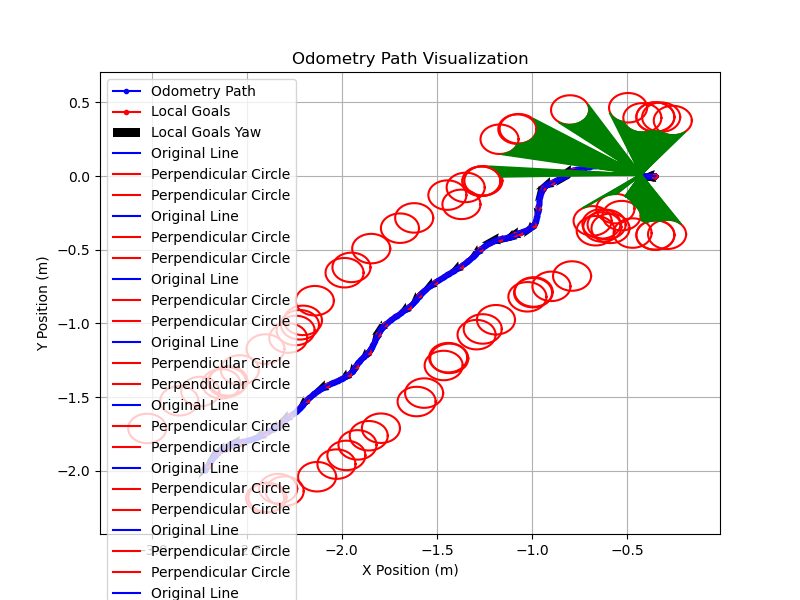 Odometry Path Visualization
0.5
0.0
−0.5
−1.0
−1.5
−2.0
Y Position (m)
Odometry Path
Local Goals
Local Goals Yaw
Original Line
Perpendicular Circle
Perpendicular Circle
Original Line
Perpendicular Circle
Perpendicular Circle
Original Line
Perpendicular Circle
Perpendicular Circle
Original Line
Perpendicular Circle
Perpendicular Circle
Original Line
Perpendicular Circle
Perpendicular Circle
Original Line
Perpendicular Circle
Perpendicular Circle
Original Line
Perpendicular Circle
Perpendicular Circle
Original Line
−2.0
−1.5
−1.0
−0.5
X Position (m)